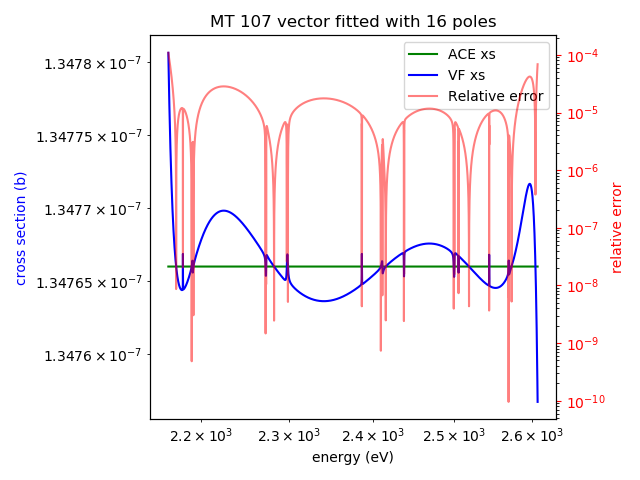 MT 107 vector fitted with 16 poles
ACE xs
VF xs
Relative error
1.3478 × 10⁻⁷
1.34775 × 10⁻⁷
1.3477 × 10⁻⁷
1.34765 × 10⁻⁷
1.3476 × 10⁻⁷
cross section (b)
10⁻⁴
10⁻⁵
10⁻⁶
10⁻⁷
10⁻⁸
10⁻⁹
10⁻¹⁰
relative error
2.2 × 10³ 2.3 × 10³ 2.4 × 10³ 2.5 × 10³ 2.6 × 10³
energy (eV)